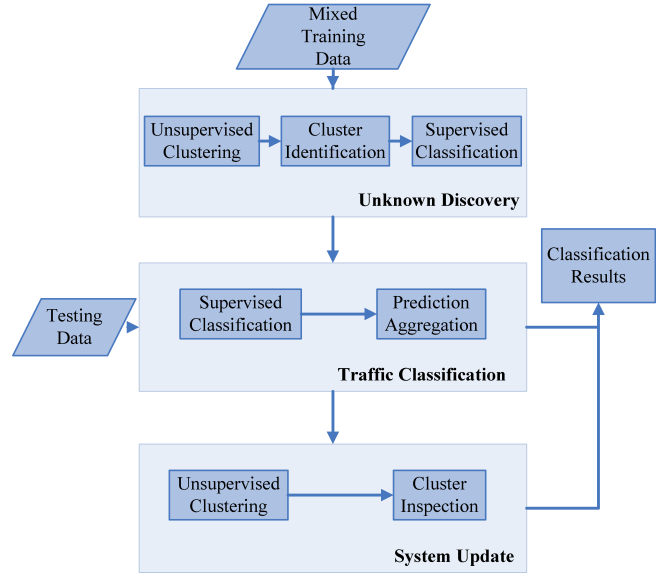 Mixed
Training
Data
Unsupervised
Clustering
Cluster
Identification
Supervised
Classification
Unknown Discovery
Classification
Results
Testing
Data
Supervised
Classification
Prediction
Aggregation
Traffic Classification
Unsupervised
Clustering
Cluster
Inspection
System Update